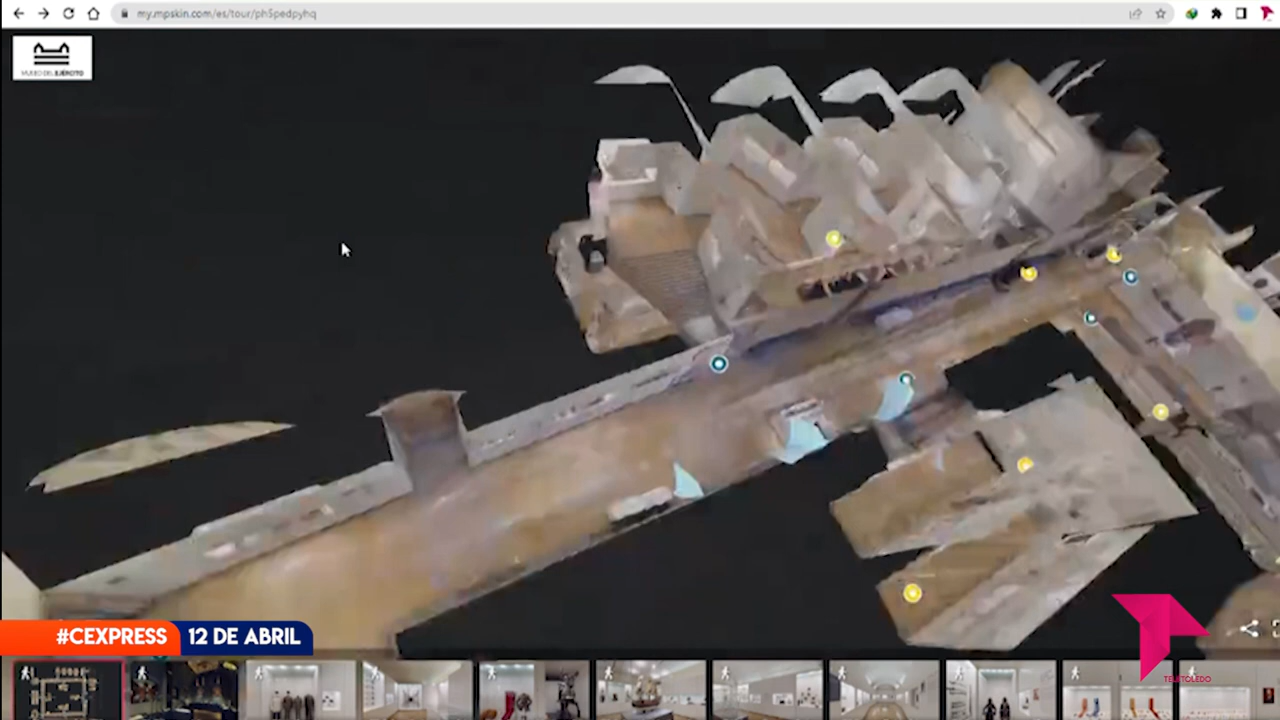 my.mpskin.com/es/tour/ph5pedpyhq
MUSEO DEL EJÉRCITO
#CEXPRESS
12 DE ABRIL
TELETOLEDO